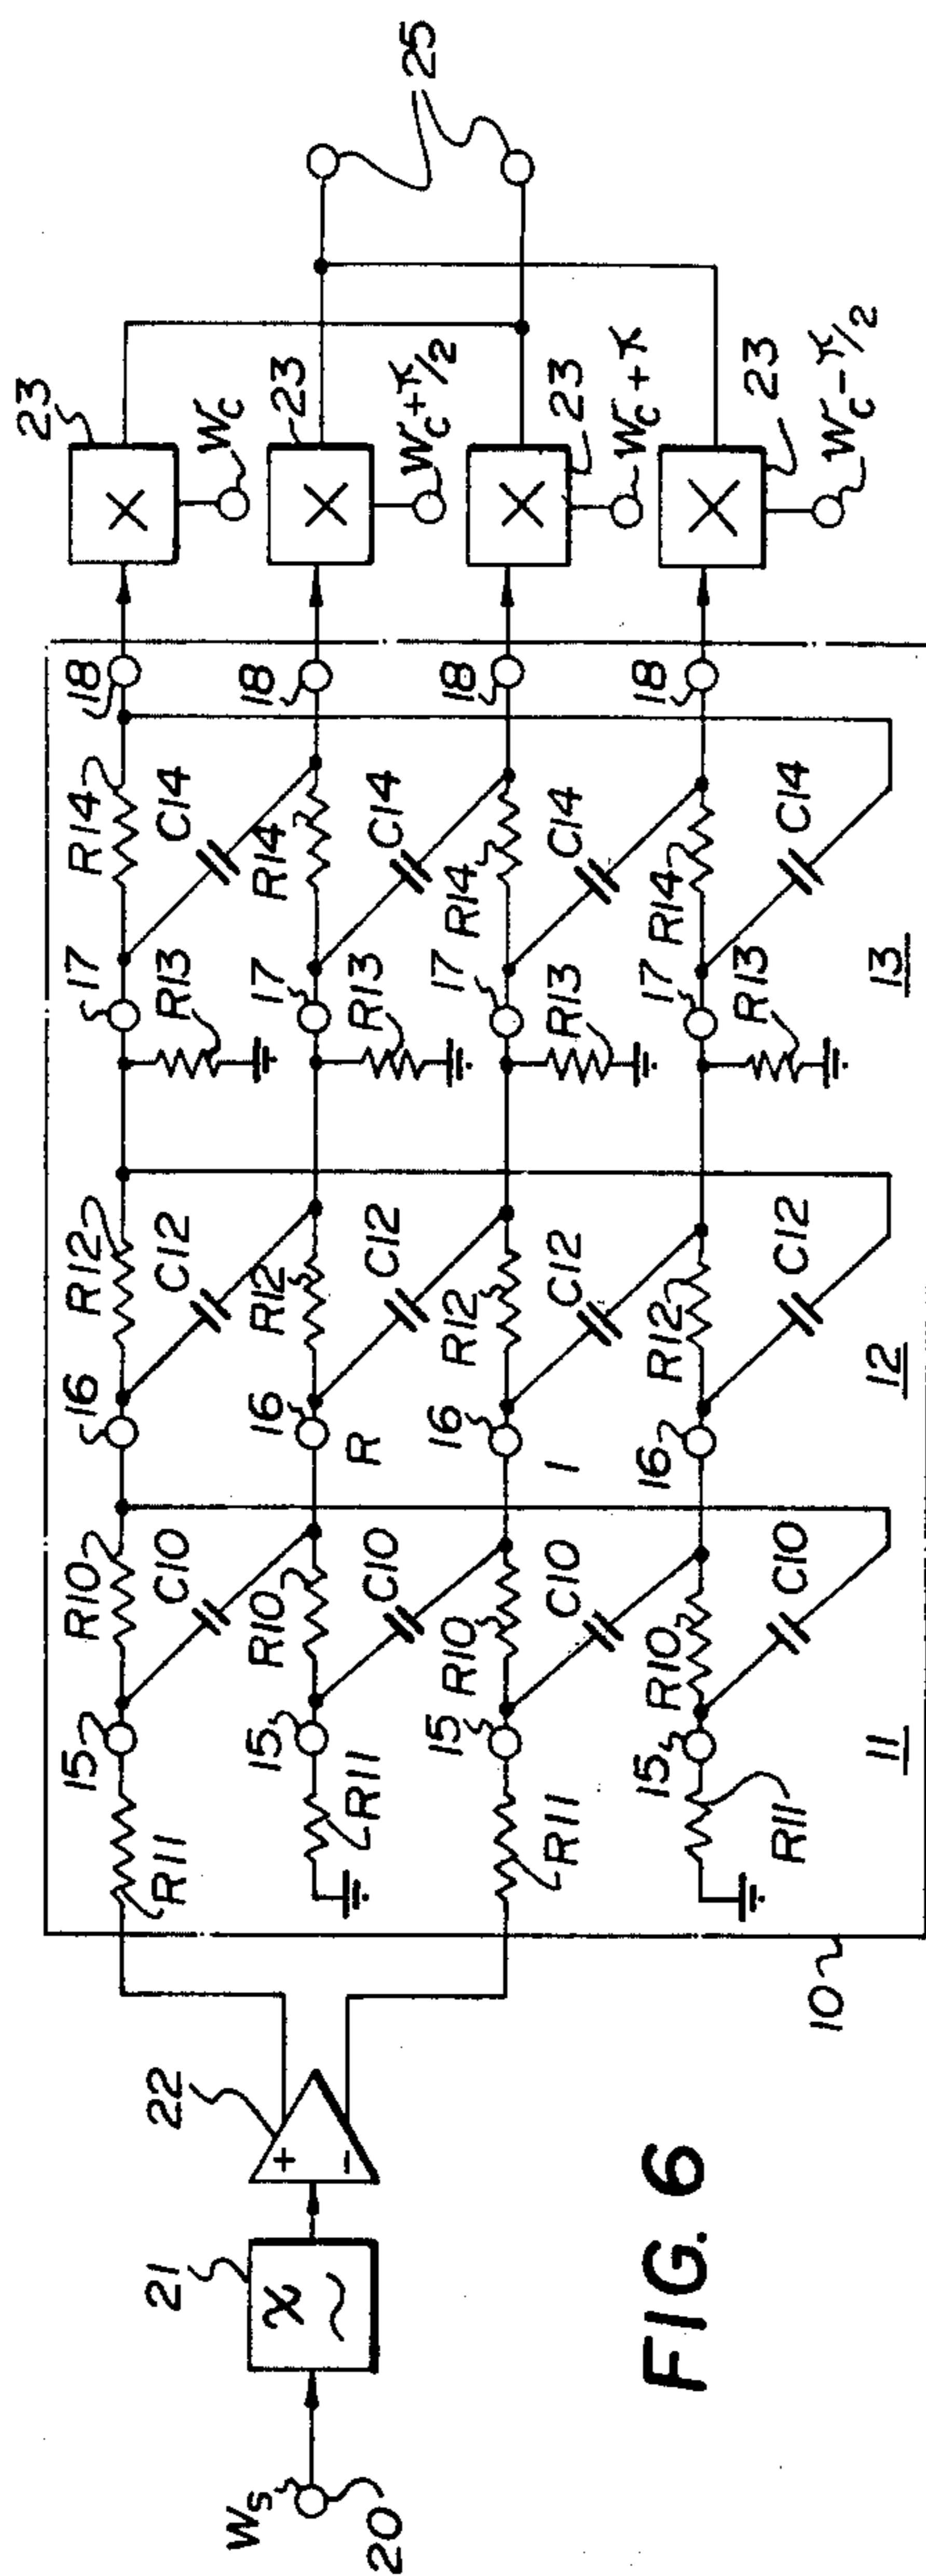 Ws
20
21
22
+
−
R11
15
R10
C10
16
R12
C12
17
R13
R14
C14
18
23
X
Wc
25
R11
15
R10
C10
16
R
R12
C12
17
R13
R14
C14
18
23
X
Wc+π/2
R11
15
R10
C10
16
I
R12
C12
17
R13
R14
C14
18
23
X
Wc+π
R11
15
R10
C10
16
R12
C12
17
R13
R14
C14
18
23
X
Wc−π/2
10
11
12
13
FIG. 6